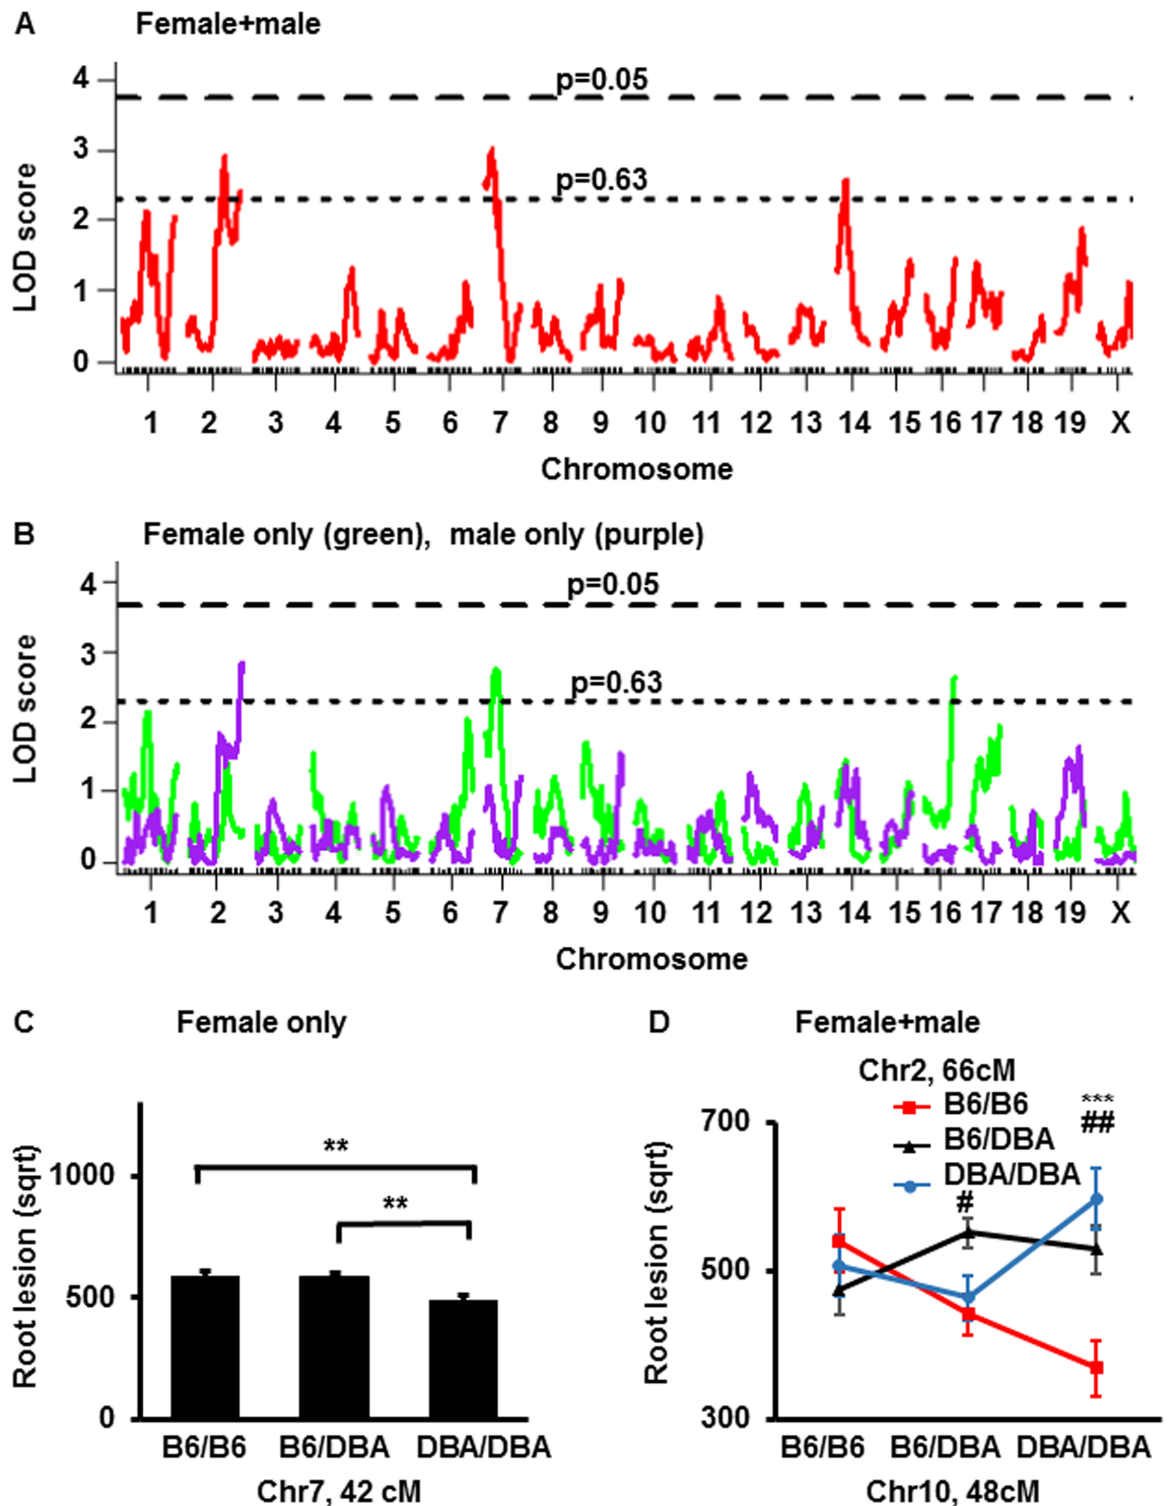 A Female+male
4
p=0.05
3
p=0.63
2
1
0
LOD score
1 2 3 4 5 6 7 8 9 10 11 12 13 14 15 16 17 18 19 X
Chromosome
B Female only (green), male only (purple)
4
p=0.05
3
p=0.63
2
1
0
LOD score
1 2 3 4 5 6 7 8 9 10 11 12 13 14 15 16 17 18 19 X
Chromosome
C Female only
**
1000
**
500
0
Root lesion (sqrt)
B6/B6 B6/DBA DBA/DBA
Chr7, 42 cM
D Female+male
Chr2, 66cM
B6/B6
B6/DBA
DBA/DBA
***
##
#
700
500
300
Root lesion (sqrt)
B6/B6 B6/DBA DBA/DBA
Chr10, 48cM